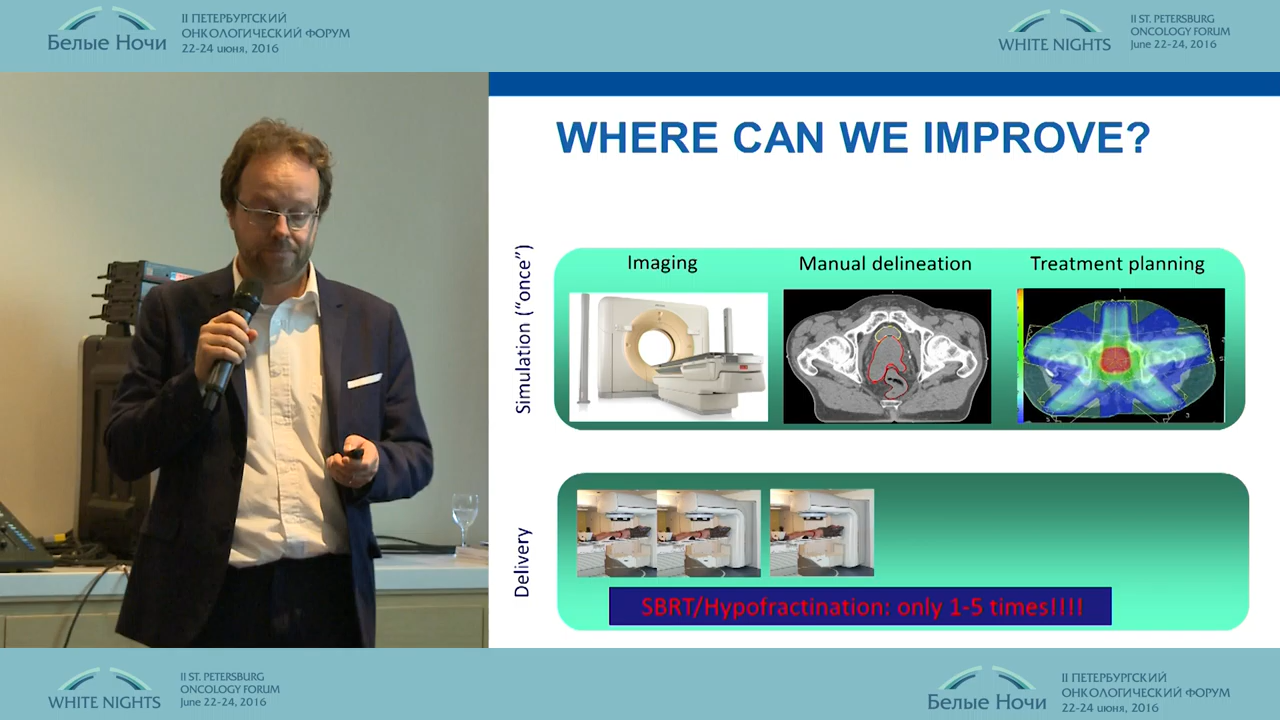 Белые Ночи
II ПЕТЕРБУРГСКИЙ
ОНКОЛОГИЧЕСКИЙ ФОРУМ
22-24 июня, 2016
WHITE NIGHTS
II ST. PETERSBURG
ONCOLOGY FORUM
June 22-24, 2016
WHERE CAN WE IMPROVE?
Simulation ("once")
Imaging
Manual delineation
Treatment planning
Delivery
SBRT/Hypofractination: only 1-5 times!!!!
WHITE NIGHTS
II ST. PETERSBURG
ONCOLOGY FORUM
June 22-24, 2016
Белые Ночи
II ПЕТЕРБУРГСКИЙ
ОНКОЛОГИЧЕСКИЙ ФОРУМ
22-24 июня, 2016